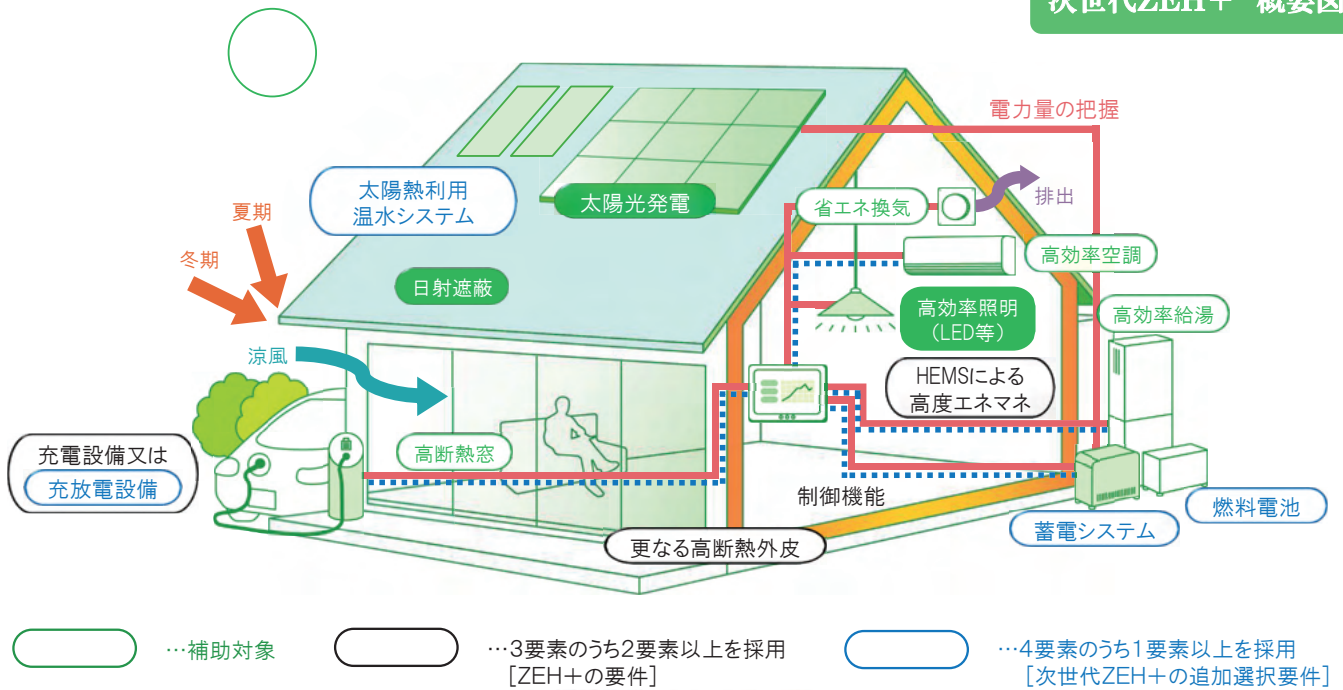 次世代ZEH＋ 概要図
電力量の把握
太陽熱利用
温水システム
太陽光発電
省エネ換気
排出
夏期
冬期
高効率空調
日射遮蔽
高効率照明
（LED等）
高効率給湯
涼風
HEMSによる
高度エネマネ
充電設備又は
充放電設備
高断熱窓
制御機能
燃料電池
蓄電システム
更なる高断熱外皮
…補助対象
…3要素のうち2要素以上を採用
［ZEH＋の要件］
…4要素のうち1要素以上を採用
［次世代ZEH＋の追加選択要件］